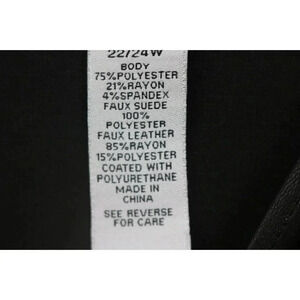 22/24W
BODY
75%POLYESTER
21%RAYON
4%SPANDEX
FAUX SUEDE
100%
POLYESTER
FAUX LEATHER
85%RAYON
15%POLYESTER
COATED WITH
POLYURETHANE
MADE IN
CHINA
SEE REVERSE
FOR CARE